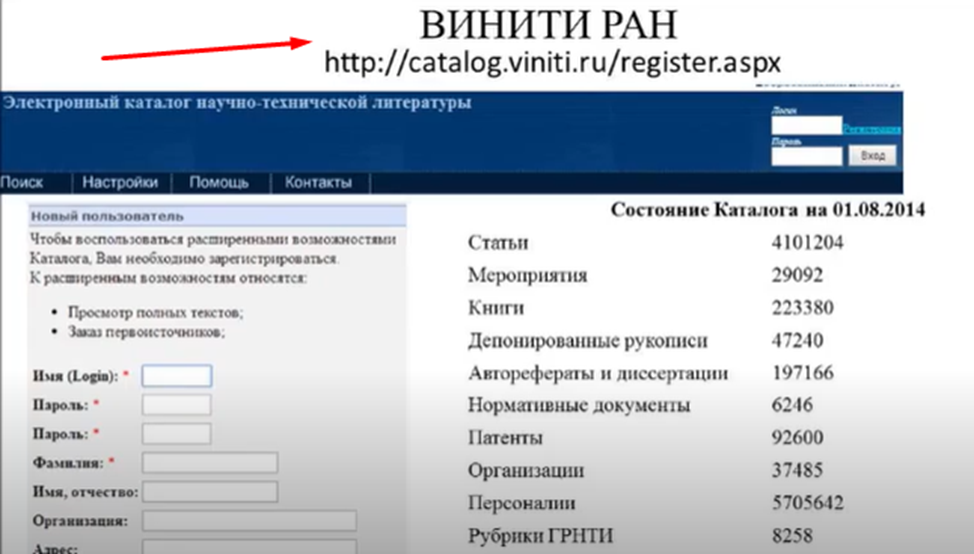 ВИНИТИ РАН
http://catalog.viniti.ru/register.aspx
Электронный каталог научно-технической литературы
Логин
Пароль
Вход
Поиск Настройки Помощь Контакты
Новый пользователь
Чтобы воспользоваться расширенными возможностями
Каталога, Вам необходимо зарегистрироваться.
К расширенным возможностям относятся:
• Просмотр полных текстов;
• Заказ первоисточников;
Имя (Login): *
Пароль: *
Пароль: *
Фамилия: *
Имя, отчество:
Организация:
Адрес:
Состояние Каталога на 01.08.2014
Статьи 4101204
Мероприятия 29092
Книги 223380
Депонированные рукописи 47240
Авторефераты и диссертации 197166
Нормативные документы 6246
Патенты 92600
Организации 37485
Персоналии 5705642
Рубрики ГРНТИ 8258